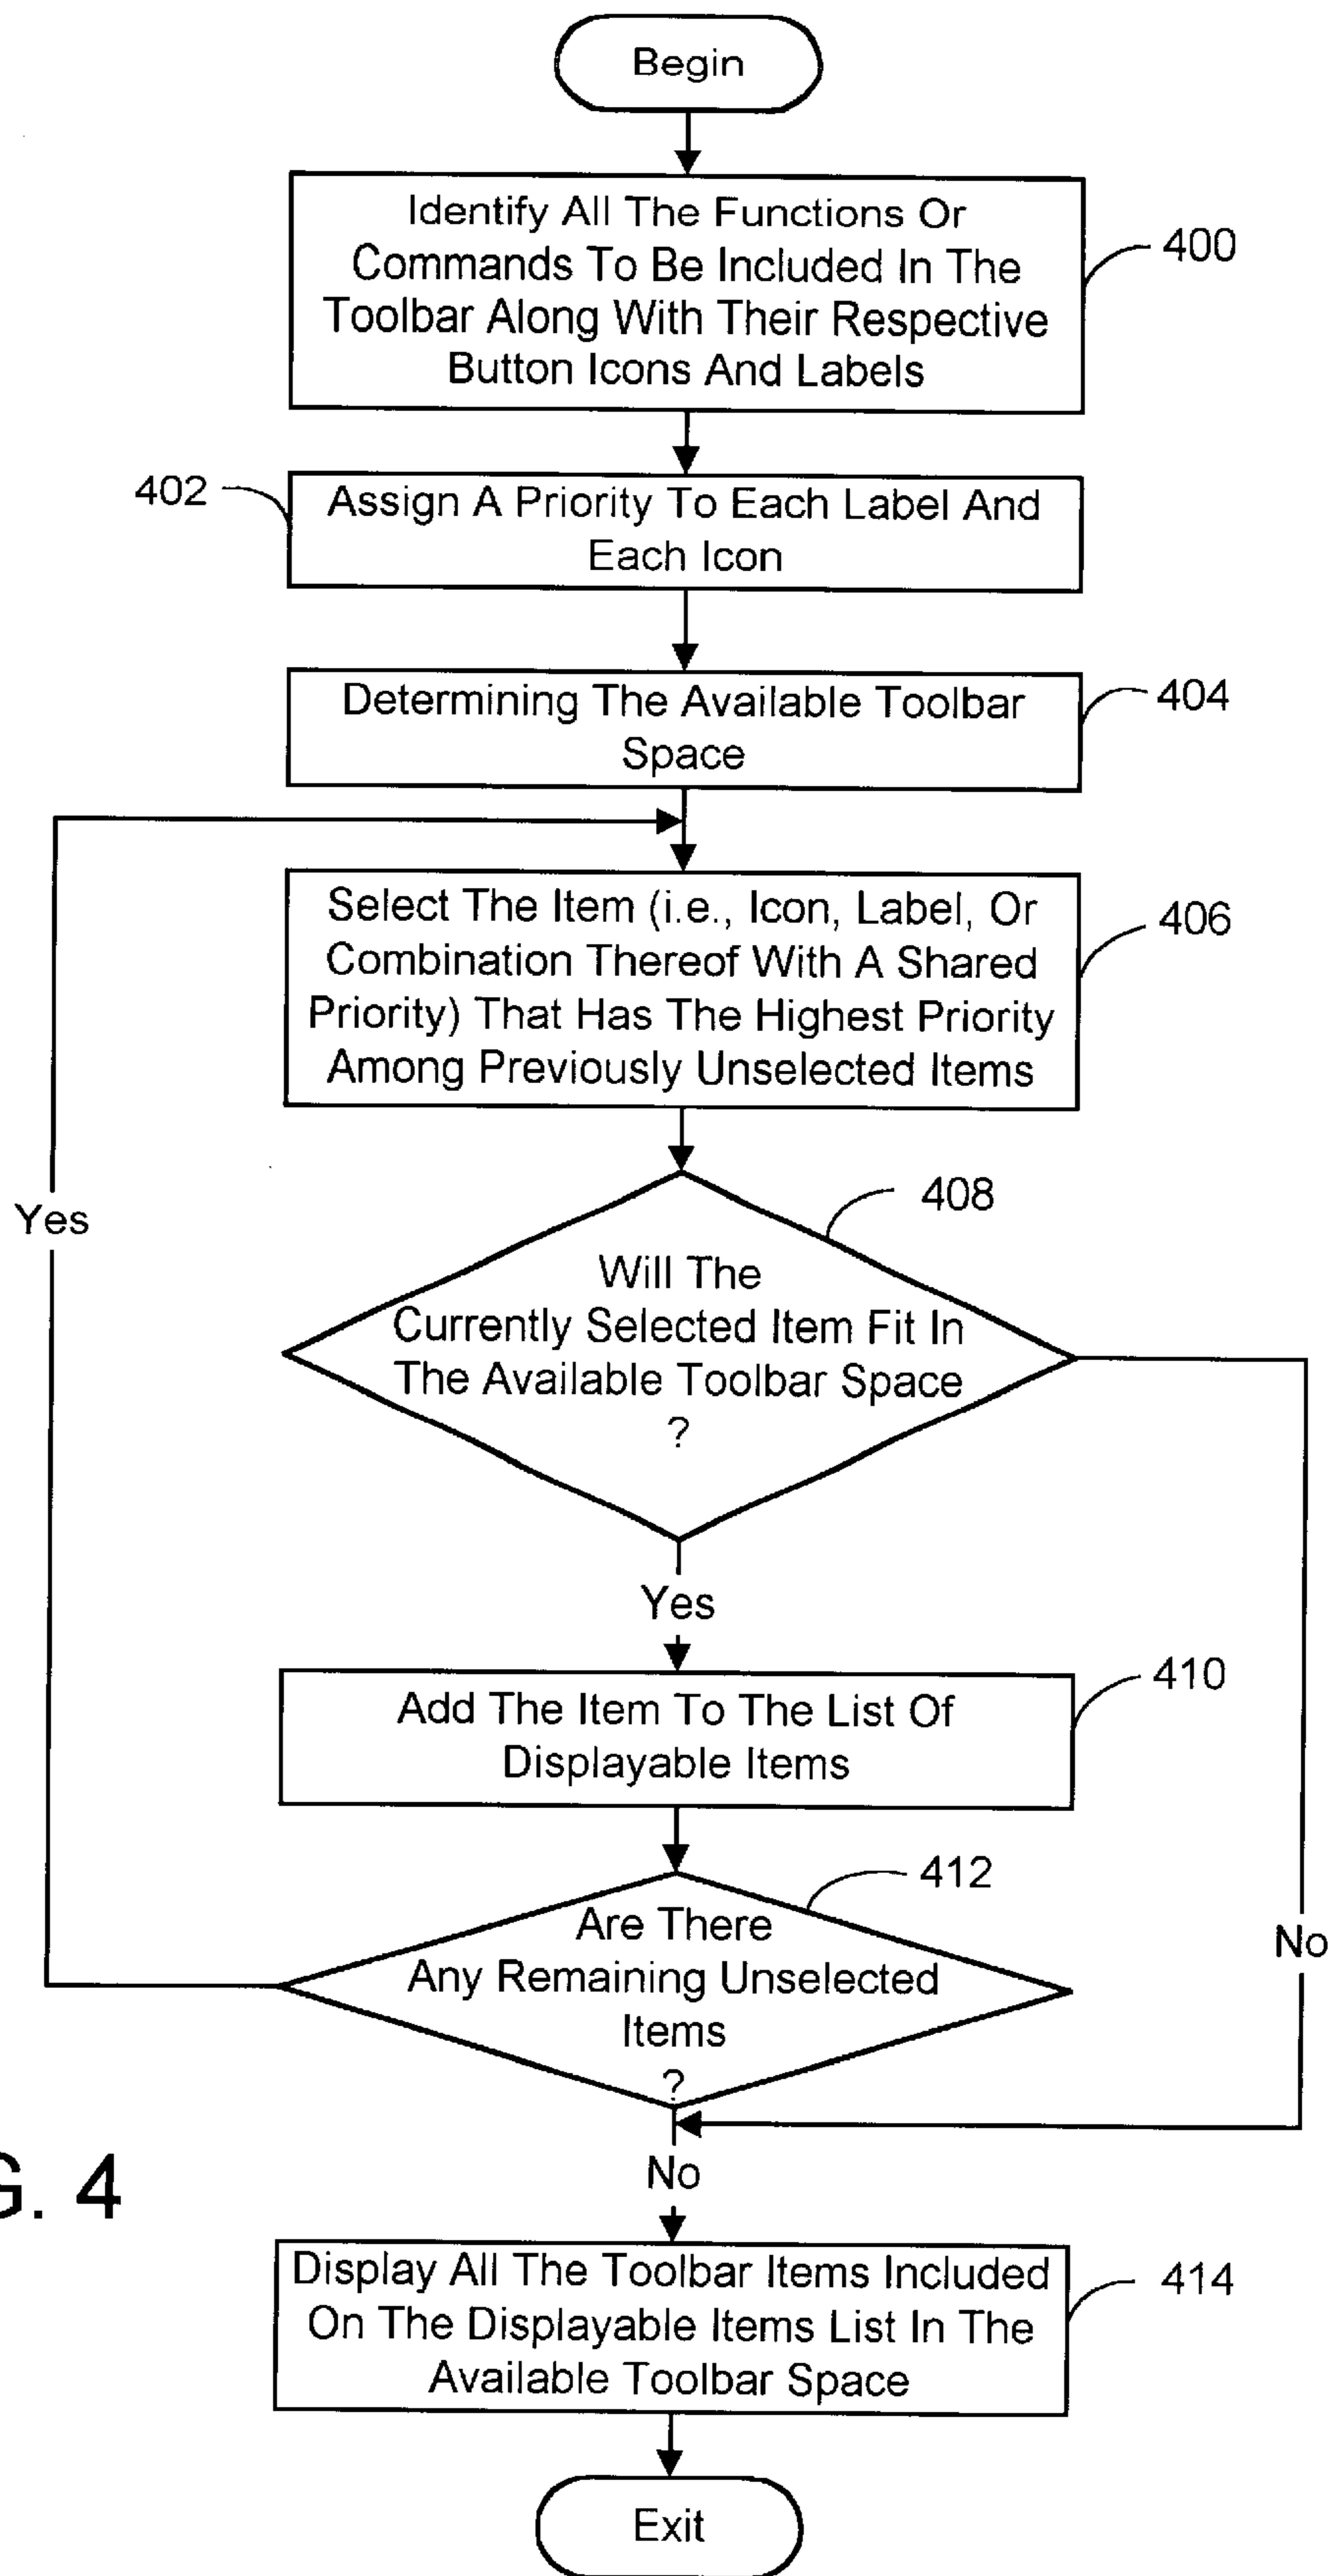 Begin
Identify All The Functions Or
Commands To Be Included In The
Toolbar Along With Their Respective
Button Icons And Labels
400
402
Assign A Priority To Each Label And
Each Icon
Determining The Available Toolbar
Space
404
Select The Item (i.e., Icon, Label, Or
Combination Thereof With A Shared
Priority) That Has The Highest Priority
Among Previously Unselected Items
406
Yes
408
Will The
Currently Selected Item Fit In
The Available Toolbar Space
?
Yes
410
Add The Item To The List Of
Displayable Items
412
Are There
Any Remaining Unselected
Items
?
No
No
G. 4
Display All The Toolbar Items Included
On The Displayable Items List In The
Available Toolbar Space
414
Exit